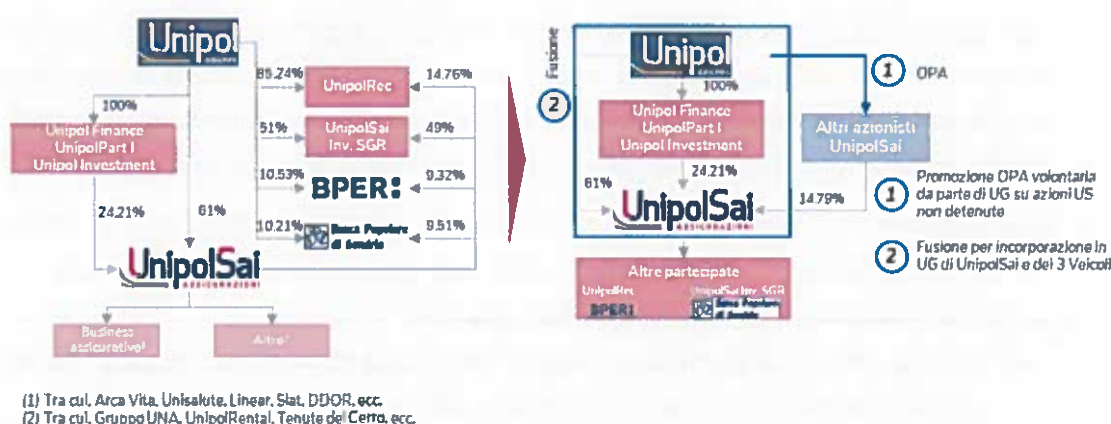 Unipol
GRUPPO
85.24%
UnipolRec
14.76%
100%
Unipol Finance
UnipolPart I
Unipol Investment
51%
UnipolSai
Inv. SGR
49%
10.53%
BPER:
9.32%
24.21%
61%
10.21%
Banca Popolare
di Sondrio
9.51%
UnipolSai
ASSICURAZIONI
Business
assicurativo¹
Altro²
Fusione
2
Unipol
GRUPPO
100%
Unipol Finance
UnipolPart I
Unipol Investment
1
OPA
Altri azionisti
UnipolSai
61%
24.21%
14.79%
UnipolSai
ASSICURAZIONI
Altre partecipate
UnipolRec
UnipolSai Inv. SGR
BPER:
Banca Popolare
di Sondrio
1
Promozione OPA volontaria
da parte di UG su azioni US
non detenute
2
Fusione per incorporazione in
UG di UnipolSai e dei 3 Veicoli
(1) Tra cui, Arca Vita, Unisalute, Linear, Siat, DDOR, ecc.
(2) Tra cui, Gruppo UNA, UnipolRental, Tenute del Cerro, ecc.